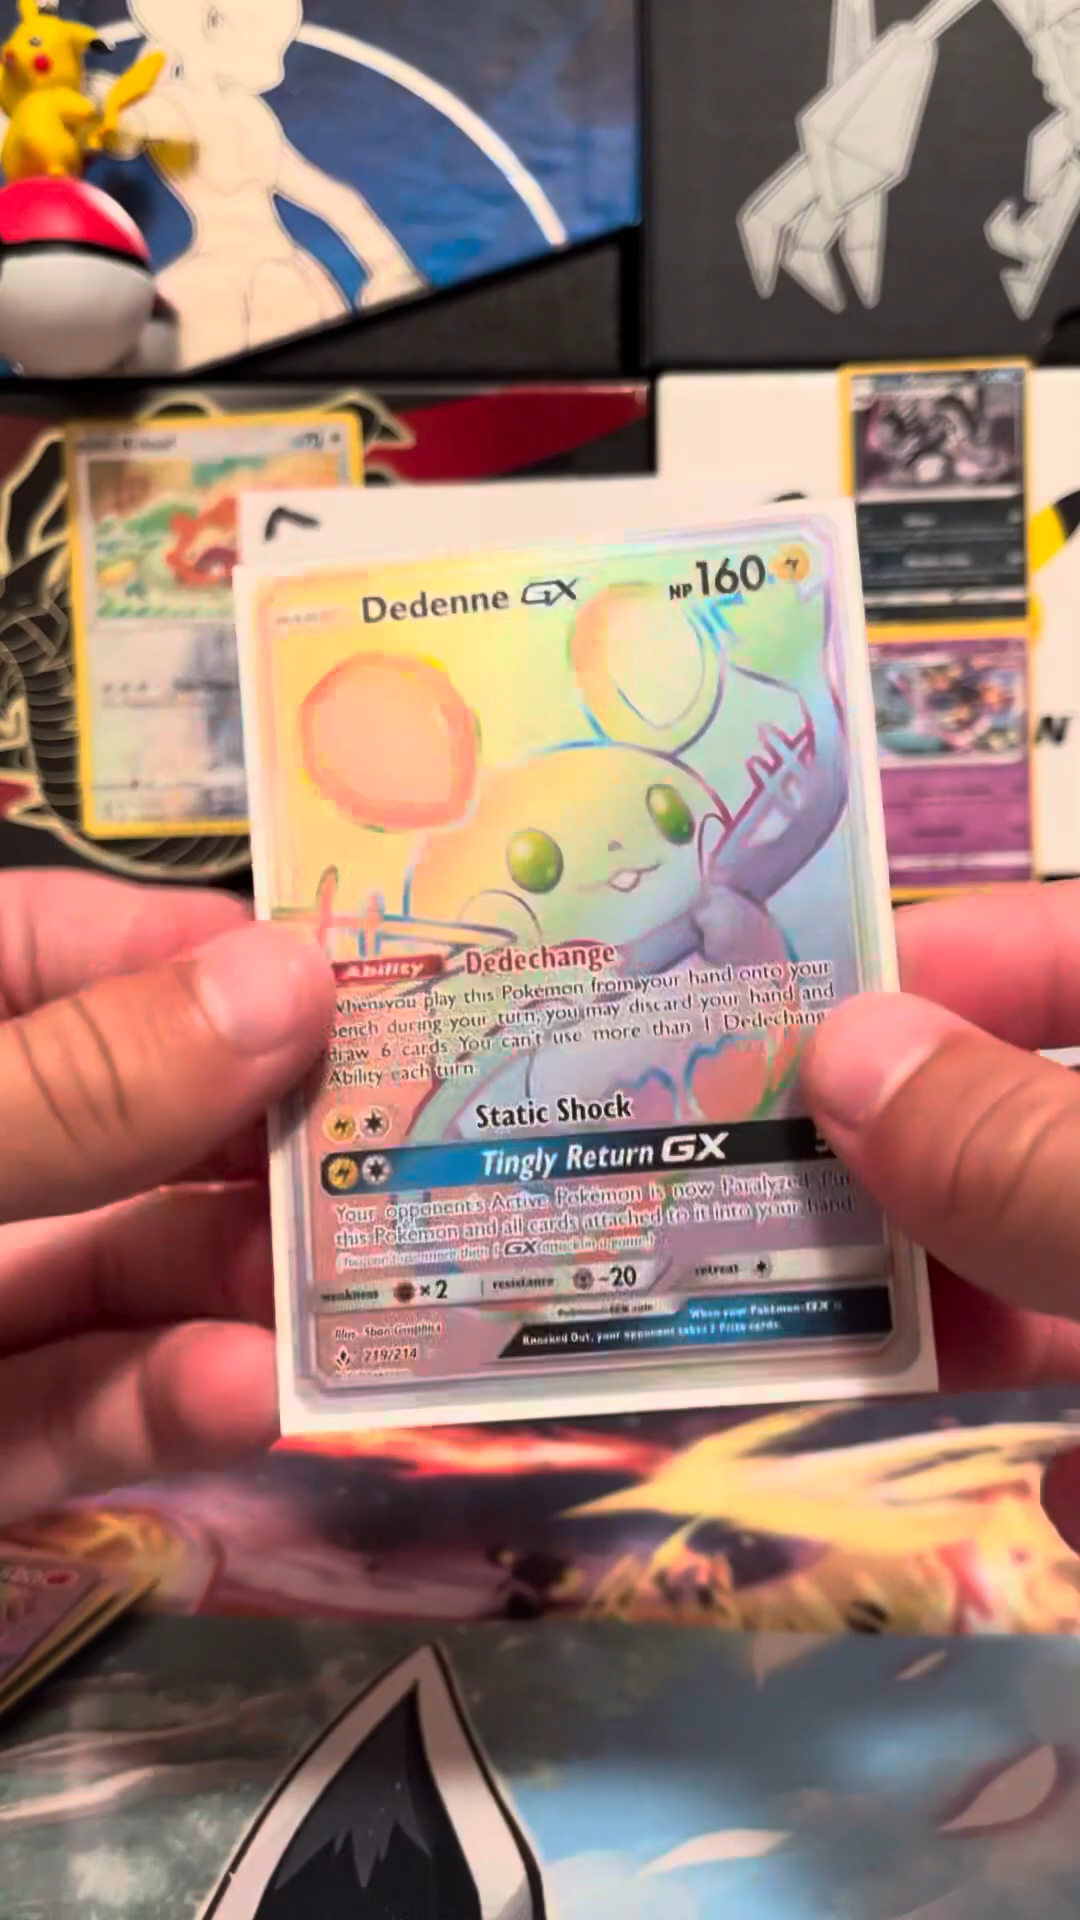 Dedenne GX HP 160
Ability Dedechange
When you play this Pokémon from your hand onto your
Bench during your turn, you may discard your hand and
draw 6 cards. You can't use more than 1 Dedechang
Ability each turn.
Static Shock
Tingly Return GX
Your opponent's Active Pokémon is now Paralyzed. Put
this Pokémon and all cards attached to it into your hand
weakness ×2 resistance -20 retreat
When your Pokémon-GX is
Knocked Out, your opponent takes 2 Prize cards.
219/214
N